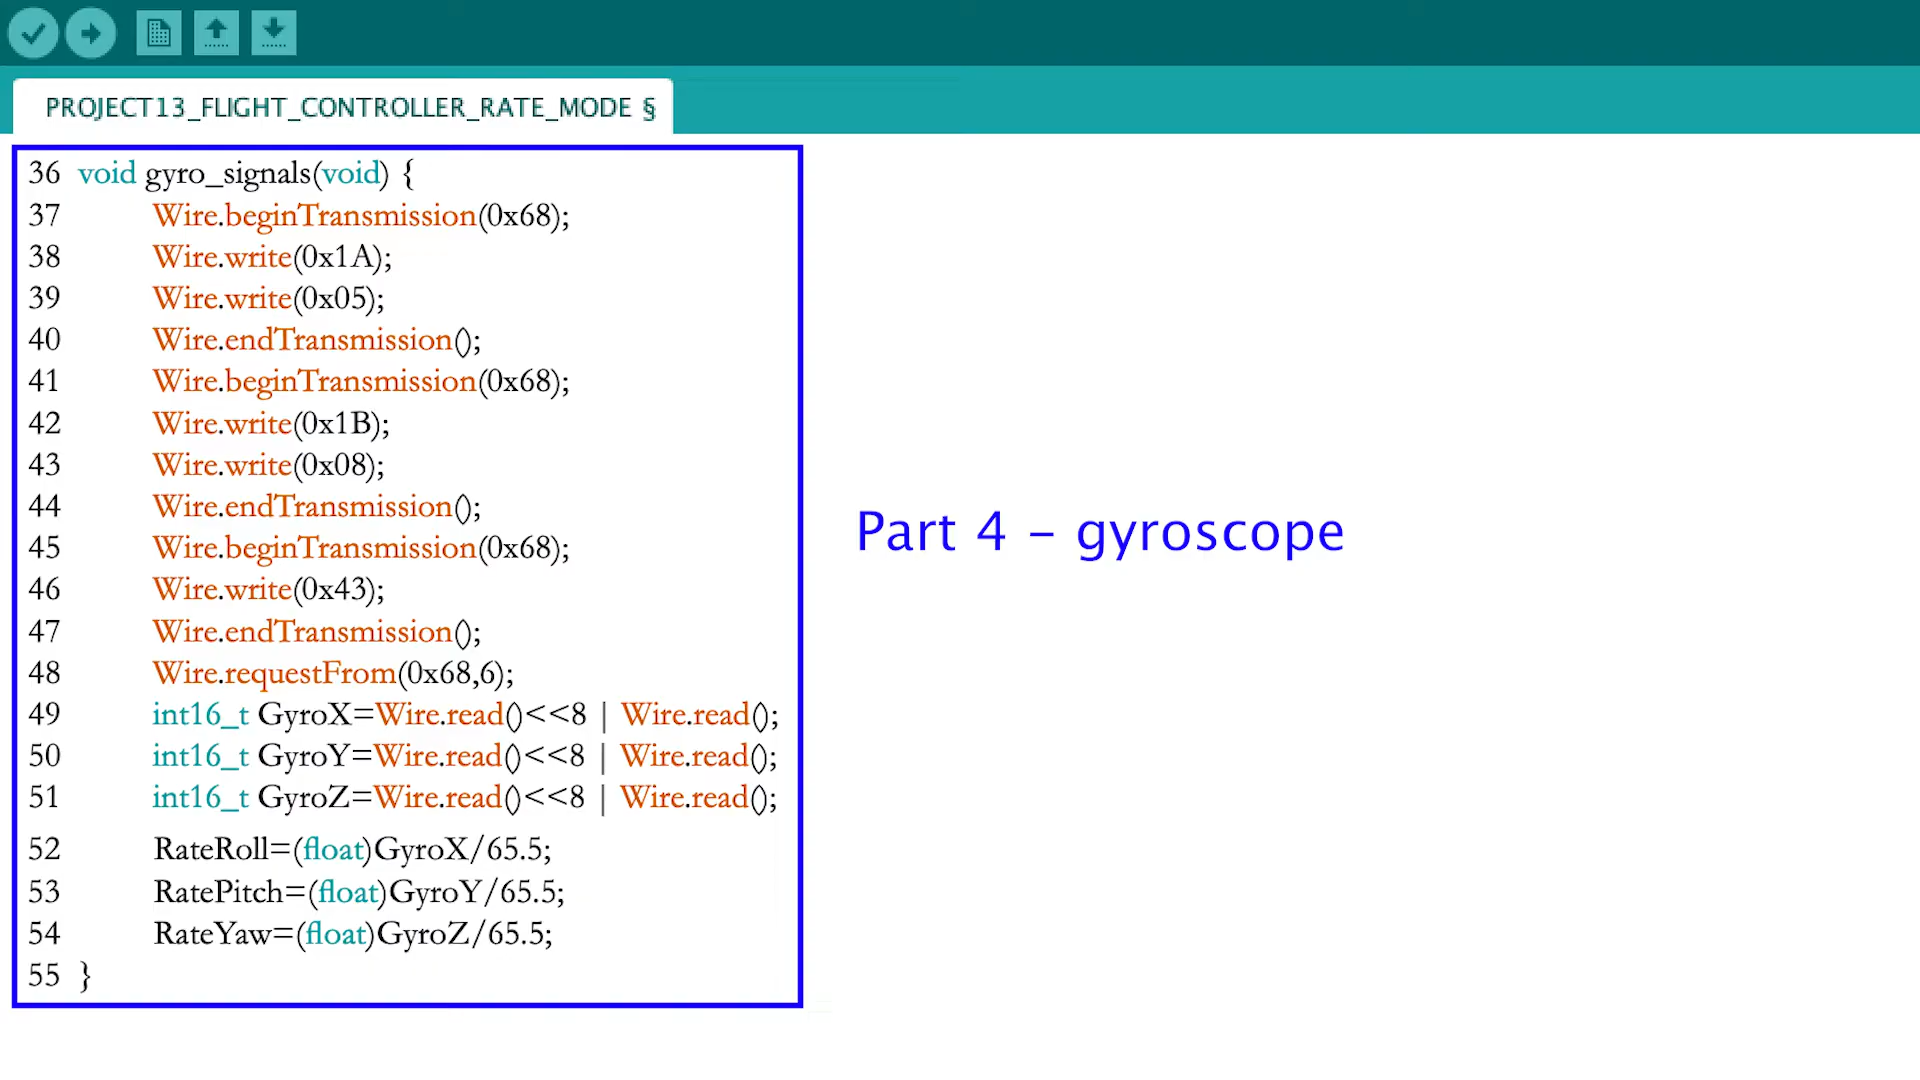 PROJECT13_FLIGHT_CONTROLLER_RATE_MODE §
36 void gyro_signals(void) {
37 Wire.beginTransmission(0x68);
38 Wire.write(0x1A);
39 Wire.write(0x05);
40 Wire.endTransmission();
41 Wire.beginTransmission(0x68);
42 Wire.write(0x1B);
43 Wire.write(0x08);
44 Wire.endTransmission();
45 Wire.beginTransmission(0x68);
46 Wire.write(0x43);
47 Wire.endTransmission();
48 Wire.requestFrom(0x68,6);
49 int16_t GyroX=Wire.read()<<8 | Wire.read();
50 int16_t GyroY=Wire.read()<<8 | Wire.read();
51 int16_t GyroZ=Wire.read()<<8 | Wire.read();
52 RateRoll=(float)GyroX/65.5;
53 RatePitch=(float)GyroY/65.5;
54 RateYaw=(float)GyroZ/65.5;
55 }
Part 4 – gyroscope